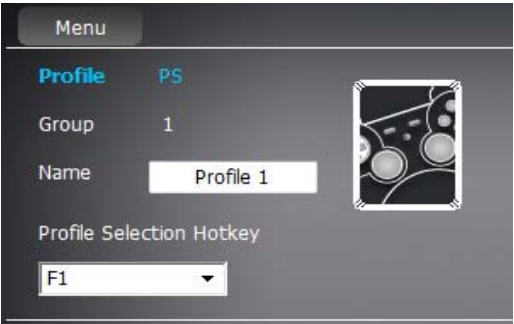 Menu
Profile PS
Group 1
Name Profile 1
Profile Selection Hotkey
F1